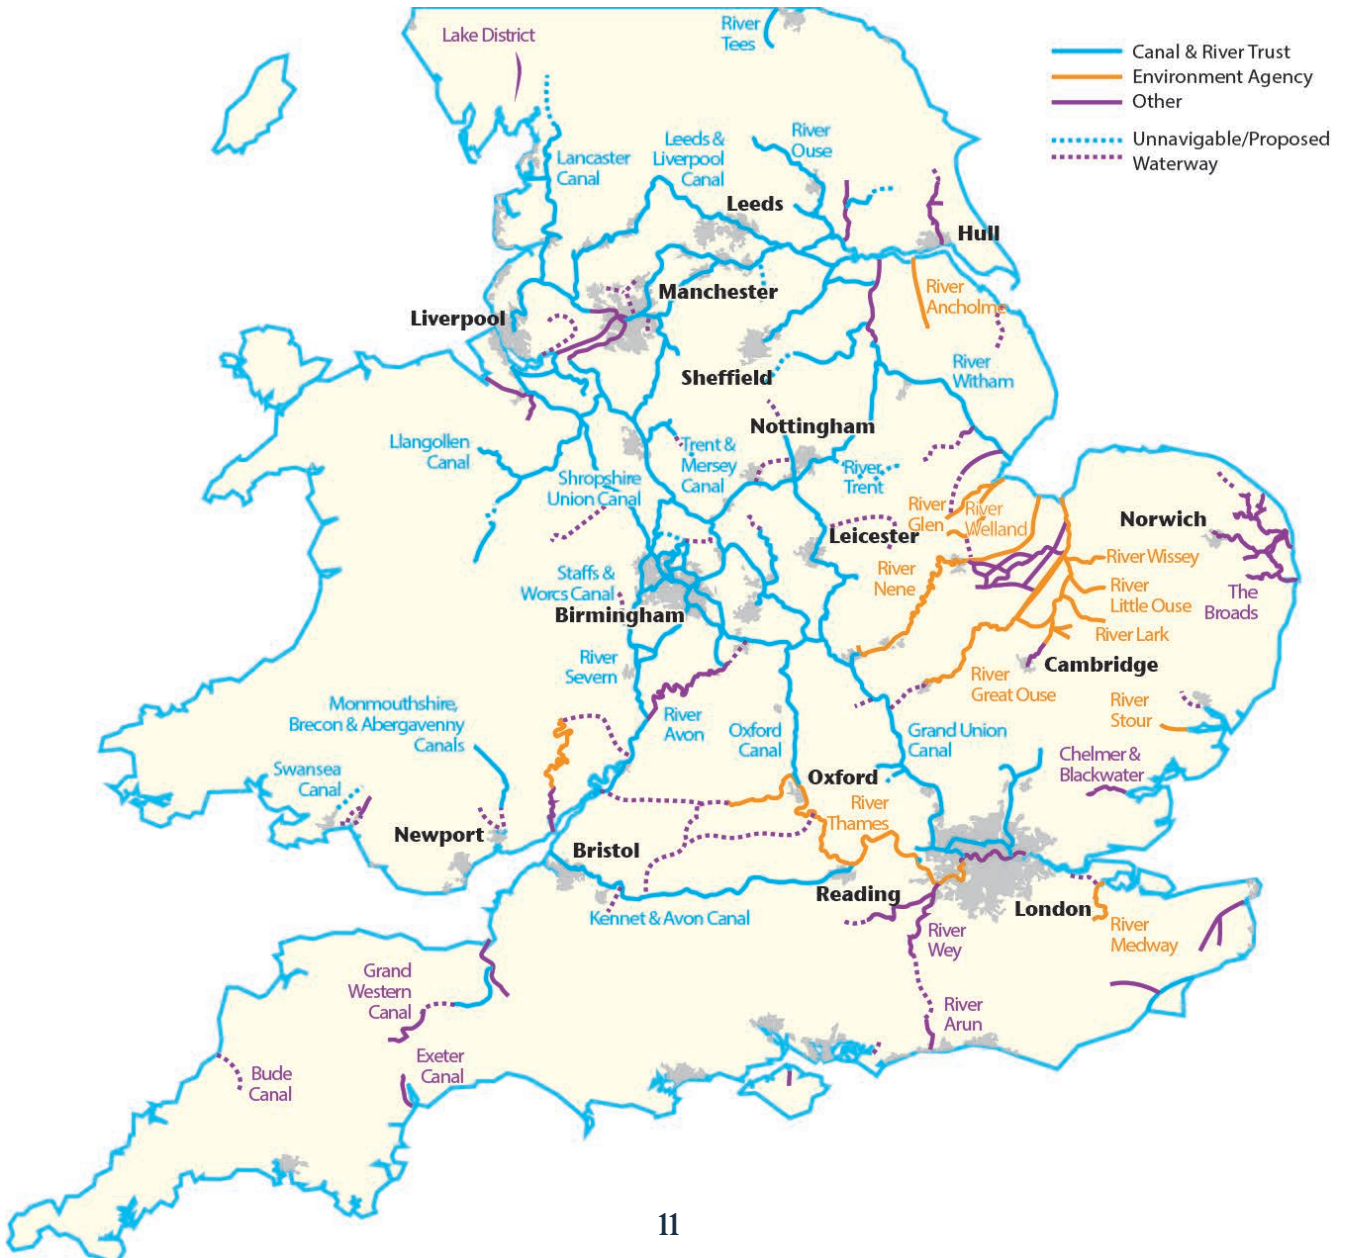 Lake District
River
Tees
Canal & River Trust
Environment Agency
Other
Unnavigable/Proposed
Waterway
Lancaster
Canal
Leeds &
Liverpool
Canal
River
Ouse
Leeds
Hull
Manchester
Liverpool
River
Ancholme
Sheffield
River
Witham
Nottingham
Llangollen
Canal
Trent &
Mersey
Canal
Shropshire
Union Canal
River
Trent
River
Glen
River
Welland
Norwich
Leicester
River
Nene
River Wissey
River
Little Ouse
The
Broads
River Lark
Staffs &
Worcs Canal
Birmingham
Cambridge
River
Severn
River
Great Ouse
River
Stour
Monmouthshire,
Brecon & Abergavenny
Canals
River
Avon
Oxford
Canal
Grand Union
Canal
Chelmer &
Blackwater
Swansea
Canal
Oxford
River
Thames
Newport
Bristol
Reading
London
Kennet & Avon Canal
River
Wey
River
Medway
Grand
Western
Canal
River
Arun
Exeter
Canal
Bude
Canal
11